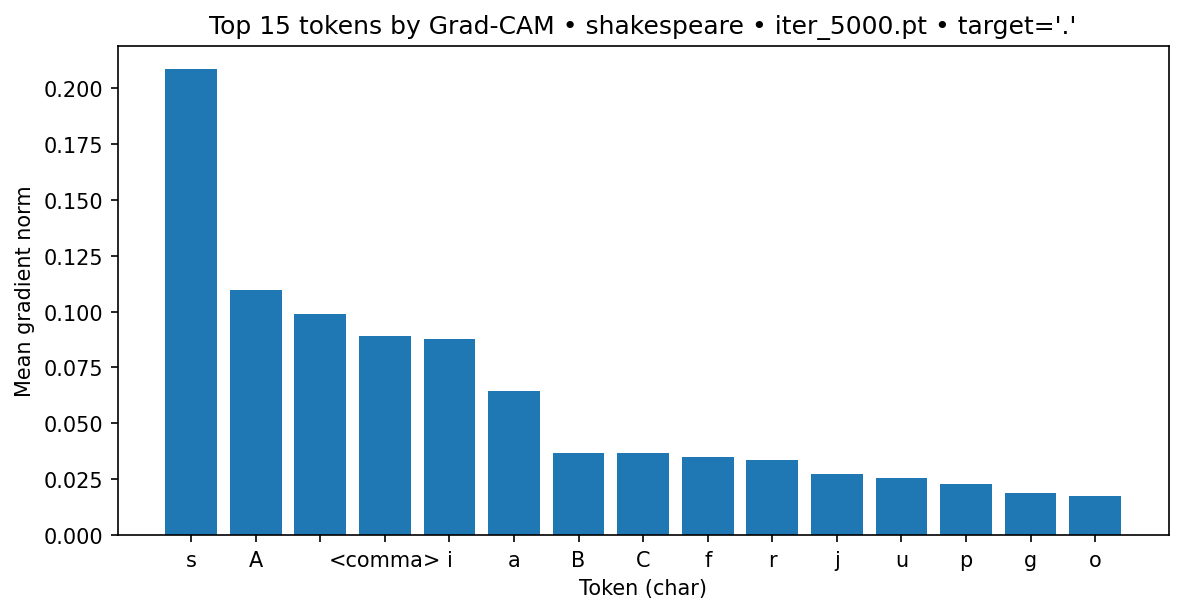 Top 15 tokens by Grad-CAM • shakespeare • iter_5000.pt • target='.'
Mean gradient norm
0.200
0.175
0.150
0.125
0.100
0.075
0.050
0.025
0.000
s A <comma> i a B C f r j u p g o
Token (char)